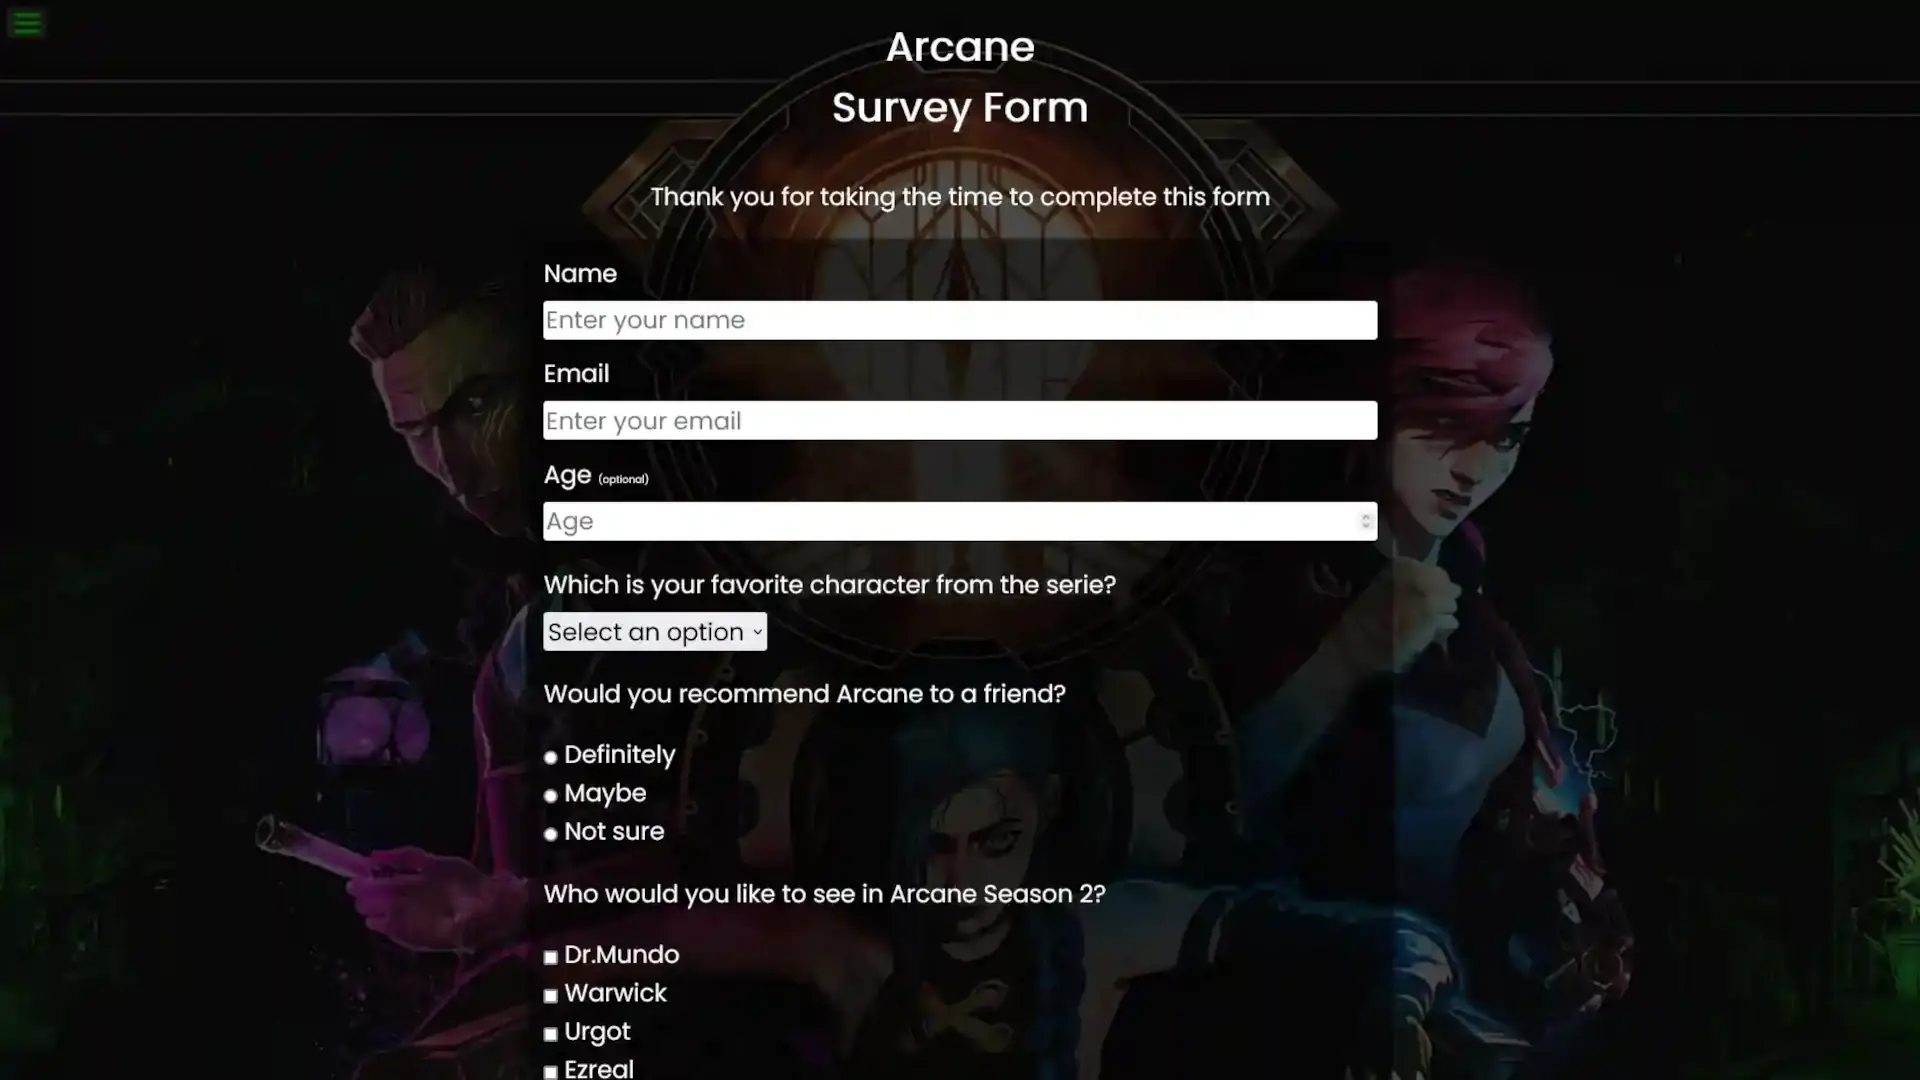 Arcane
Survey Form
Thank you for taking the time to complete this form
Name
Enter your name
Email
Enter your email
Age (optional)
Age
Which is your favorite character from the serie?
Select an option
Would you recommend Arcane to a friend?
Definitely
Maybe
Not sure
Who would you like to see in Arcane Season 2?
Dr.Mundo
Warwick
Urgot
Ezreal